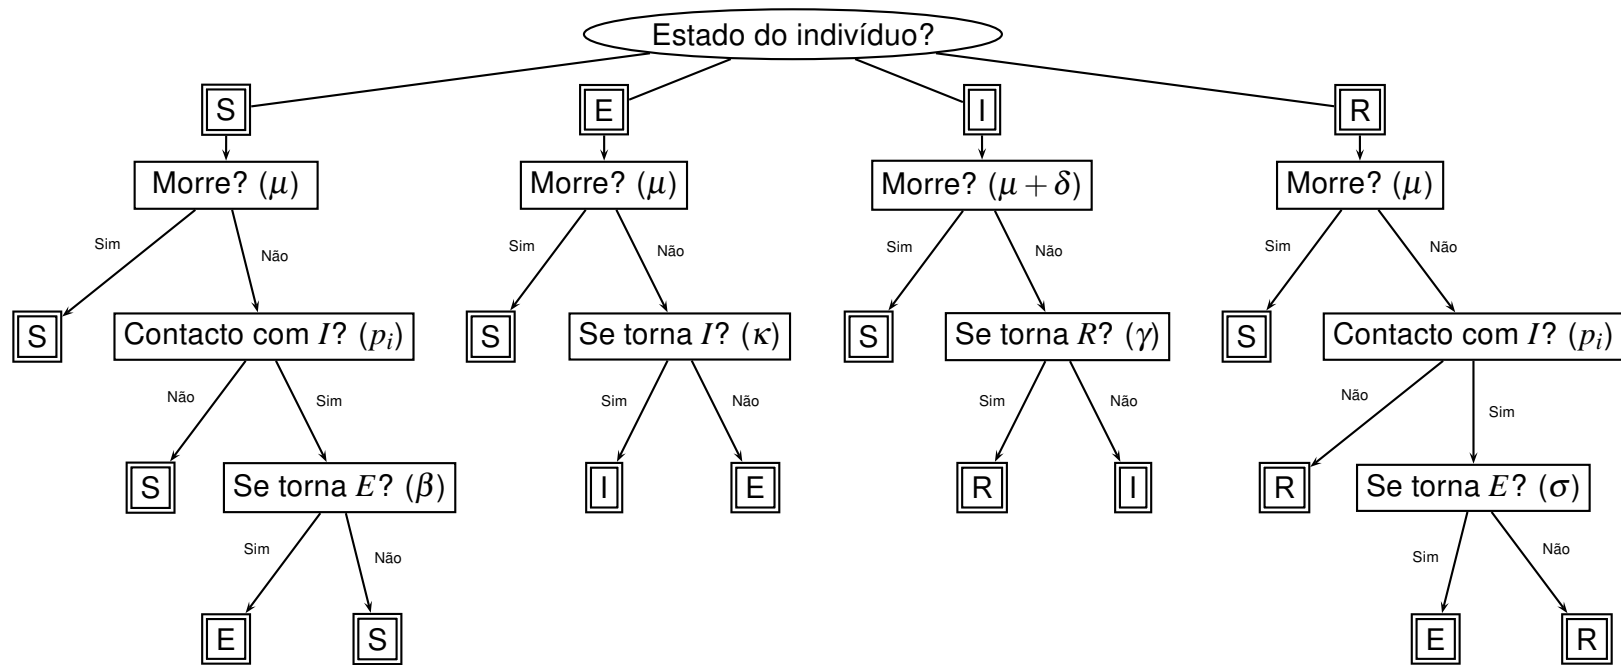 Estado do indivíduo?
S
E
I
R
Morre? (μ)
Morre? (μ)
Morre? (μ + δ)
Morre? (μ)
Sim
Não
Sim
Não
Sim
Não
Sim
Não
S
Contacto com I? (p_i)
S
Se torna I? (κ)
S
Se torna R? (γ)
S
Contacto com I? (p_i)
Não
Sim
Sim
Não
Sim
Não
Não
Sim
S
Se torna E? (β)
I
E
R
I
R
Se torna E? (σ)
Sim
Não
Sim
Não
E
S
E
R